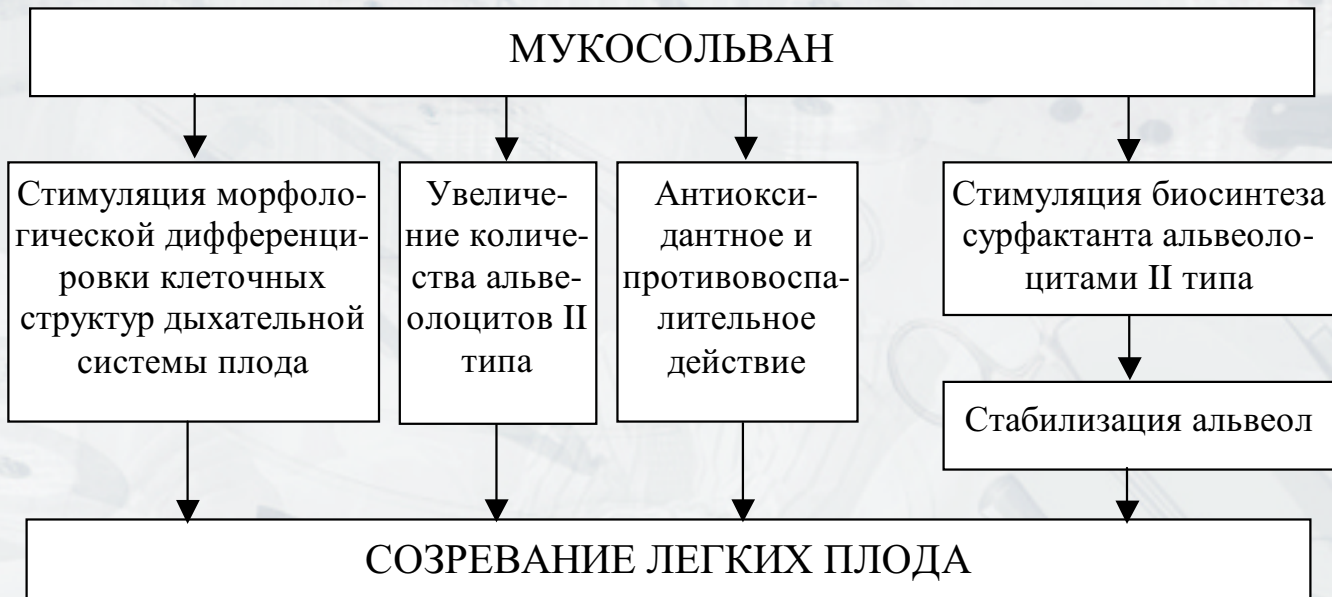 МУКОСОЛЬВАН
Стимуляция морфоло-
гической дифференци-
ровки клеточных
структур дыхательной
системы плода
Увеличе-
ние количе-
ства альве-
олоцитов II
типа
Антиокси-
дантное и
противовоспа-
лительное
действие
Стимуляция биосинтеза
сурфактанта альвеоло-
цитами II типа
Стабилизация альвеол
СОЗРЕВАНИЕ ЛЕГКИХ ПЛОДА